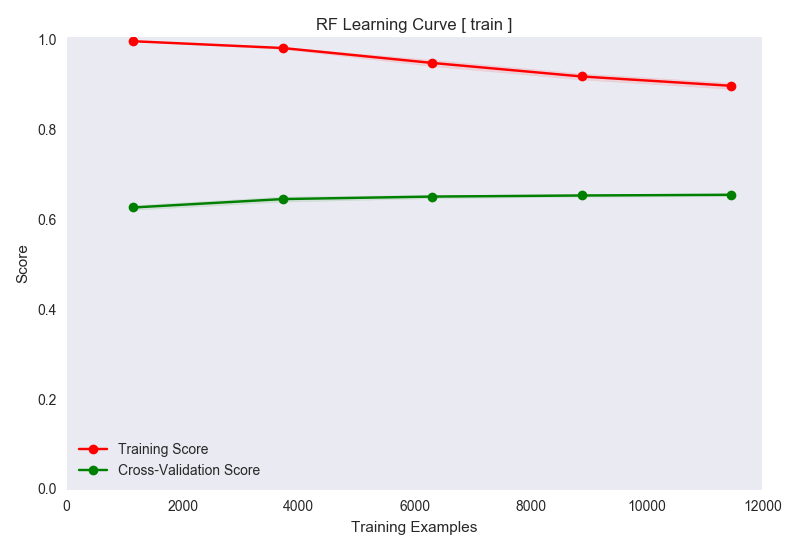 RF Learning Curve [ train ]
1.0
0.8
0.6
0.4
0.2
0.0
Score
Training Score
Cross-Validation Score
0 2000 4000 6000 8000 10000 12000
Training Examples